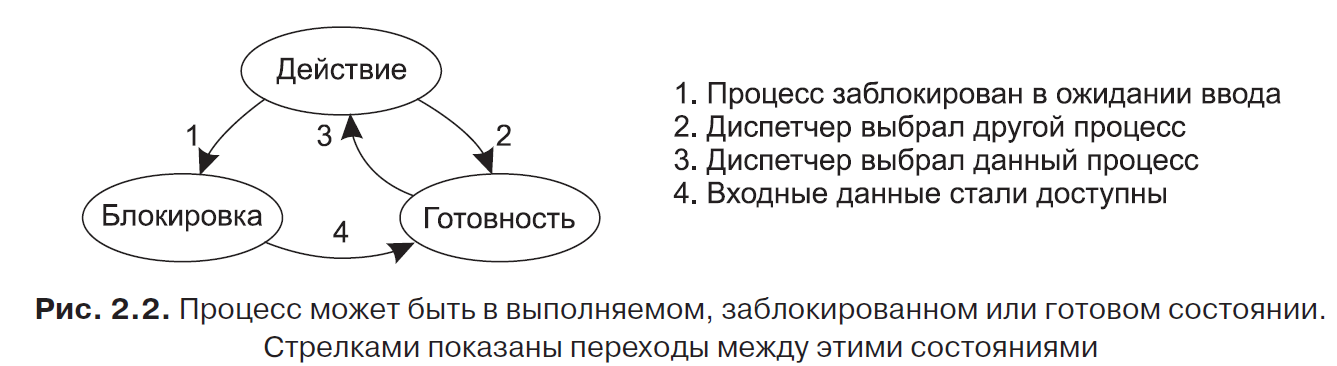 Действие
1
3
2
Блокировка
Готовность
4
1. Процесс заблокирован в ожидании ввода
2. Диспетчер выбрал другой процесс
3. Диспетчер выбрал данный процесс
4. Входные данные стали доступны
Рис. 2.2. Процесс может быть в выполняемом, заблокированном или готовом состоянии.
Стрелками показаны переходы между этими состояниями